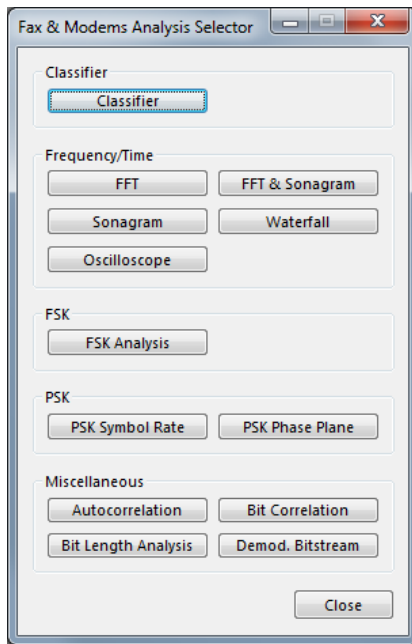 Fax & Modems Analysis Selector
Classifier
Classifier
Frequency/Time
FFT FFT & Sonagram
Sonagram Waterfall
Oscilloscope
FSK
FSK Analysis
PSK
PSK Symbol Rate PSK Phase Plane
Miscellaneous
Autocorrelation Bit Correlation
Bit Length Analysis Demod. Bitstream
Close